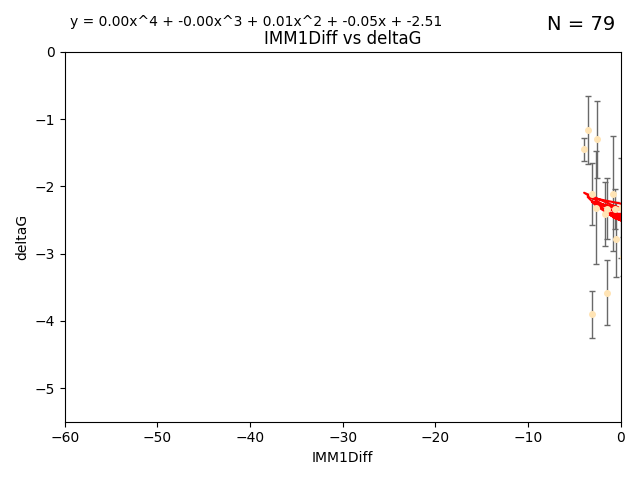 y = 0.00x^4 + -0.00x^3 + 0.01x^2 + -0.05x + -2.51
N = 79
IMM1Diff vs deltaG
0
−1
−2
−3
−4
−5
deltaG
−60 −50 −40 −30 −20 −10 0
IMM1Diff